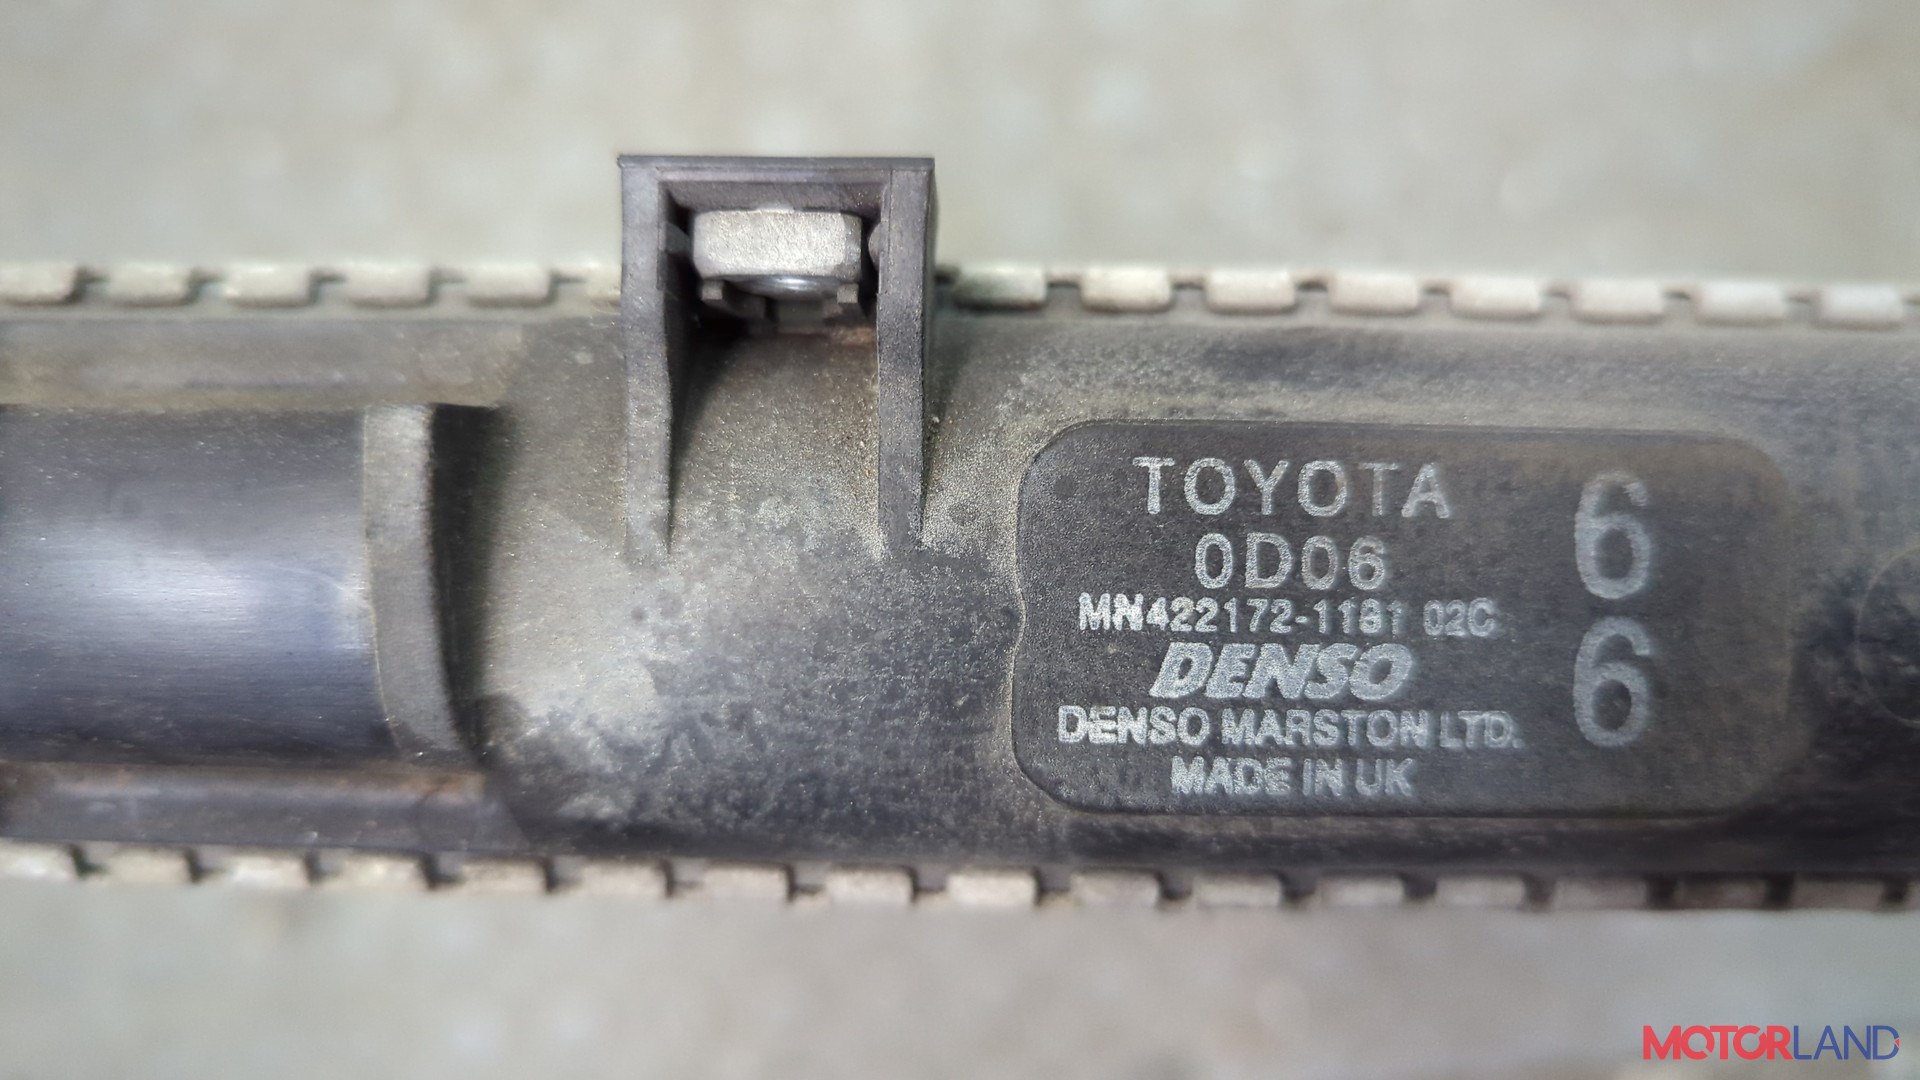 TOYOTA
0D06
MN422172-1181 02C
DENSO
DENSO MARSTON LTD.
MADE IN UK
6
6
MOTORLAND